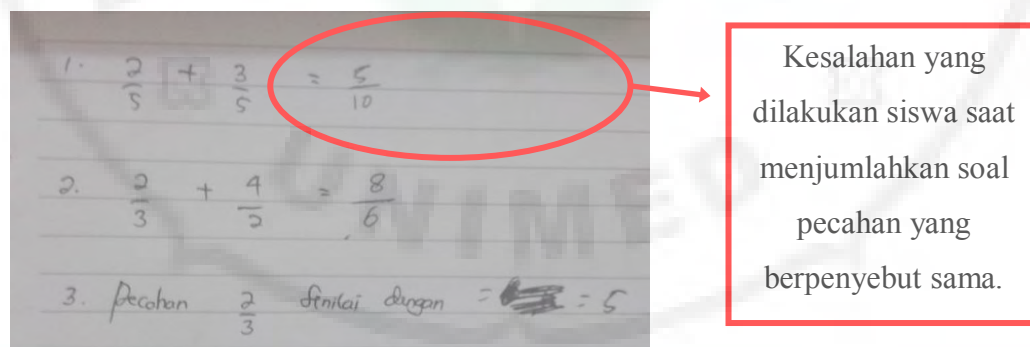 1. 2/5 + 3/5 = 5/10
2. 2/3 + 4/2 = 8/6
3. Pecahan 2/3 senilai dengan = = 5
Kesalahan yang
dilakukan siswa saat
menjumlahkan soal
pecahan yang
berpenyebut sama.
UNIMED